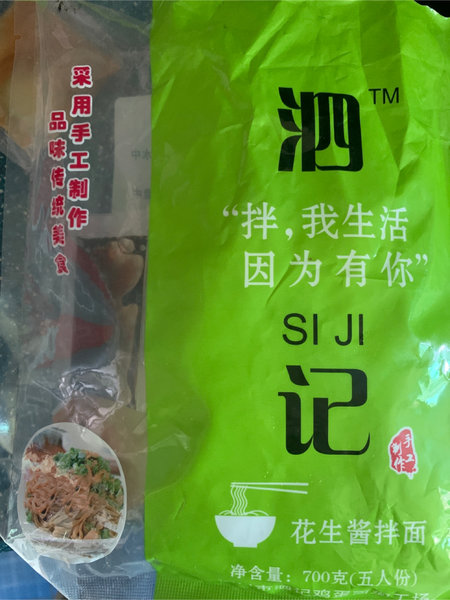 采用手工制作
品味传统美食
泗™
“拌，我生活
因为有你”
SI JI
记
手工
制作
花生酱拌面
净含量：700克(五人份)